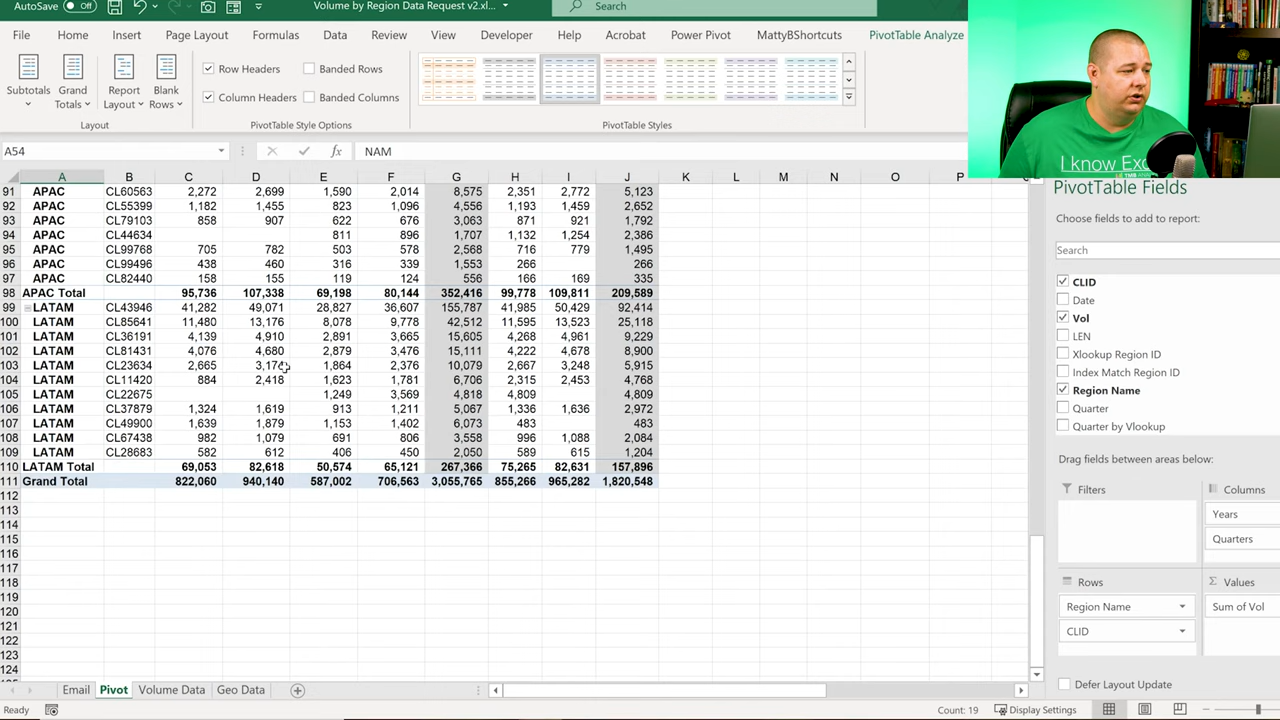 AutoSave Off
Volume by Region Data Request v2.xl...
Search
File Home Insert Page Layout Formulas Data Review View Developer Help Acrobat Power Pivot MattyBShortcuts PivotTable Analyze
Subtotals Grand Totals Report Layout Blank Rows
Row Headers Banded Rows
Column Headers Banded Columns
Layout PivotTable Style Options PivotTable Styles
I know Exc
A54 fx NAM
A B C D E F G H I J K L M N O P
91 APAC CL60563 2,272 2,699 1,590 2,014 8,575 2,351 2,772 5,123
92 APAC CL55399 1,182 1,455 823 1,096 4,556 1,193 1,459 2,652
93 APAC CL79103 858 907 622 676 3,063 871 921 1,792
94 APAC CL44634 811 896 1,707 1,132 1,254 2,386
95 APAC CL99768 705 782 503 578 2,568 716 779 1,495
96 APAC CL99496 438 460 316 339 1,553 266 266
97 APAC CL82440 158 155 119 124 556 166 169 335
98 APAC Total 95,736 107,338 69,198 80,144 352,416 99,778 109,811 209,589
99 LATAM CL43946 41,282 49,071 28,827 36,607 155,787 41,985 50,429 92,414
100 LATAM CL85641 11,480 13,176 8,078 9,778 42,512 11,595 13,523 25,118
101 LATAM CL36191 4,139 4,910 2,891 3,665 15,605 4,268 4,961 9,229
102 LATAM CL81431 4,076 4,680 2,879 3,476 15,111 4,222 4,678 8,900
103 LATAM CL23634 2,665 3,174 1,864 2,376 10,079 2,667 3,248 5,915
104 LATAM CL11420 884 2,418 1,623 1,781 6,706 2,315 2,453 4,768
105 LATAM CL22675 1,249 3,569 4,818 4,809 4,809
106 LATAM CL37879 1,324 1,619 913 1,211 5,067 1,336 1,636 2,972
107 LATAM CL49900 1,639 1,879 1,153 1,402 6,073 483 483
108 LATAM CL67438 982 1,079 691 806 3,558 996 1,088 2,084
109 LATAM CL28683 582 612 406 450 2,050 589 615 1,204
110 LATAM Total 69,053 82,618 50,574 65,121 267,366 75,265 82,631 157,896
111 Grand Total 822,060 940,140 587,002 706,563 3,055,765 855,266 965,282 1,820,548
112
113
114
115
116
117
118
119
120
121
122
123
124
PivotTable Fields
Choose fields to add to report:
Search
CLID
Date
Vol
LEN
Xlookup Region ID
Index Match Region ID
Region Name
Quarter
Quarter by Vlookup
Drag fields between areas below:
Filters Columns
Years
Quarters
Rows Values
Region Name Sum of Vol
CLID
Defer Layout Update
Email Pivot Volume Data Geo Data
Ready Count: 19 Display Settings